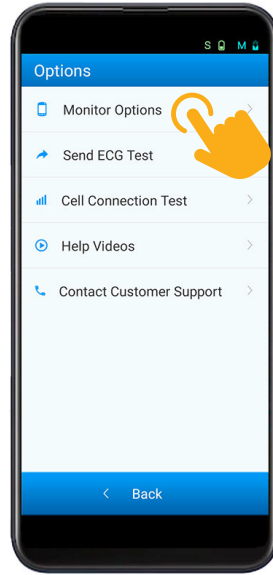 S M
Options
Monitor Options
Send ECG Test
Cell Connection Test
Help Videos
Contact Customer Support
Back